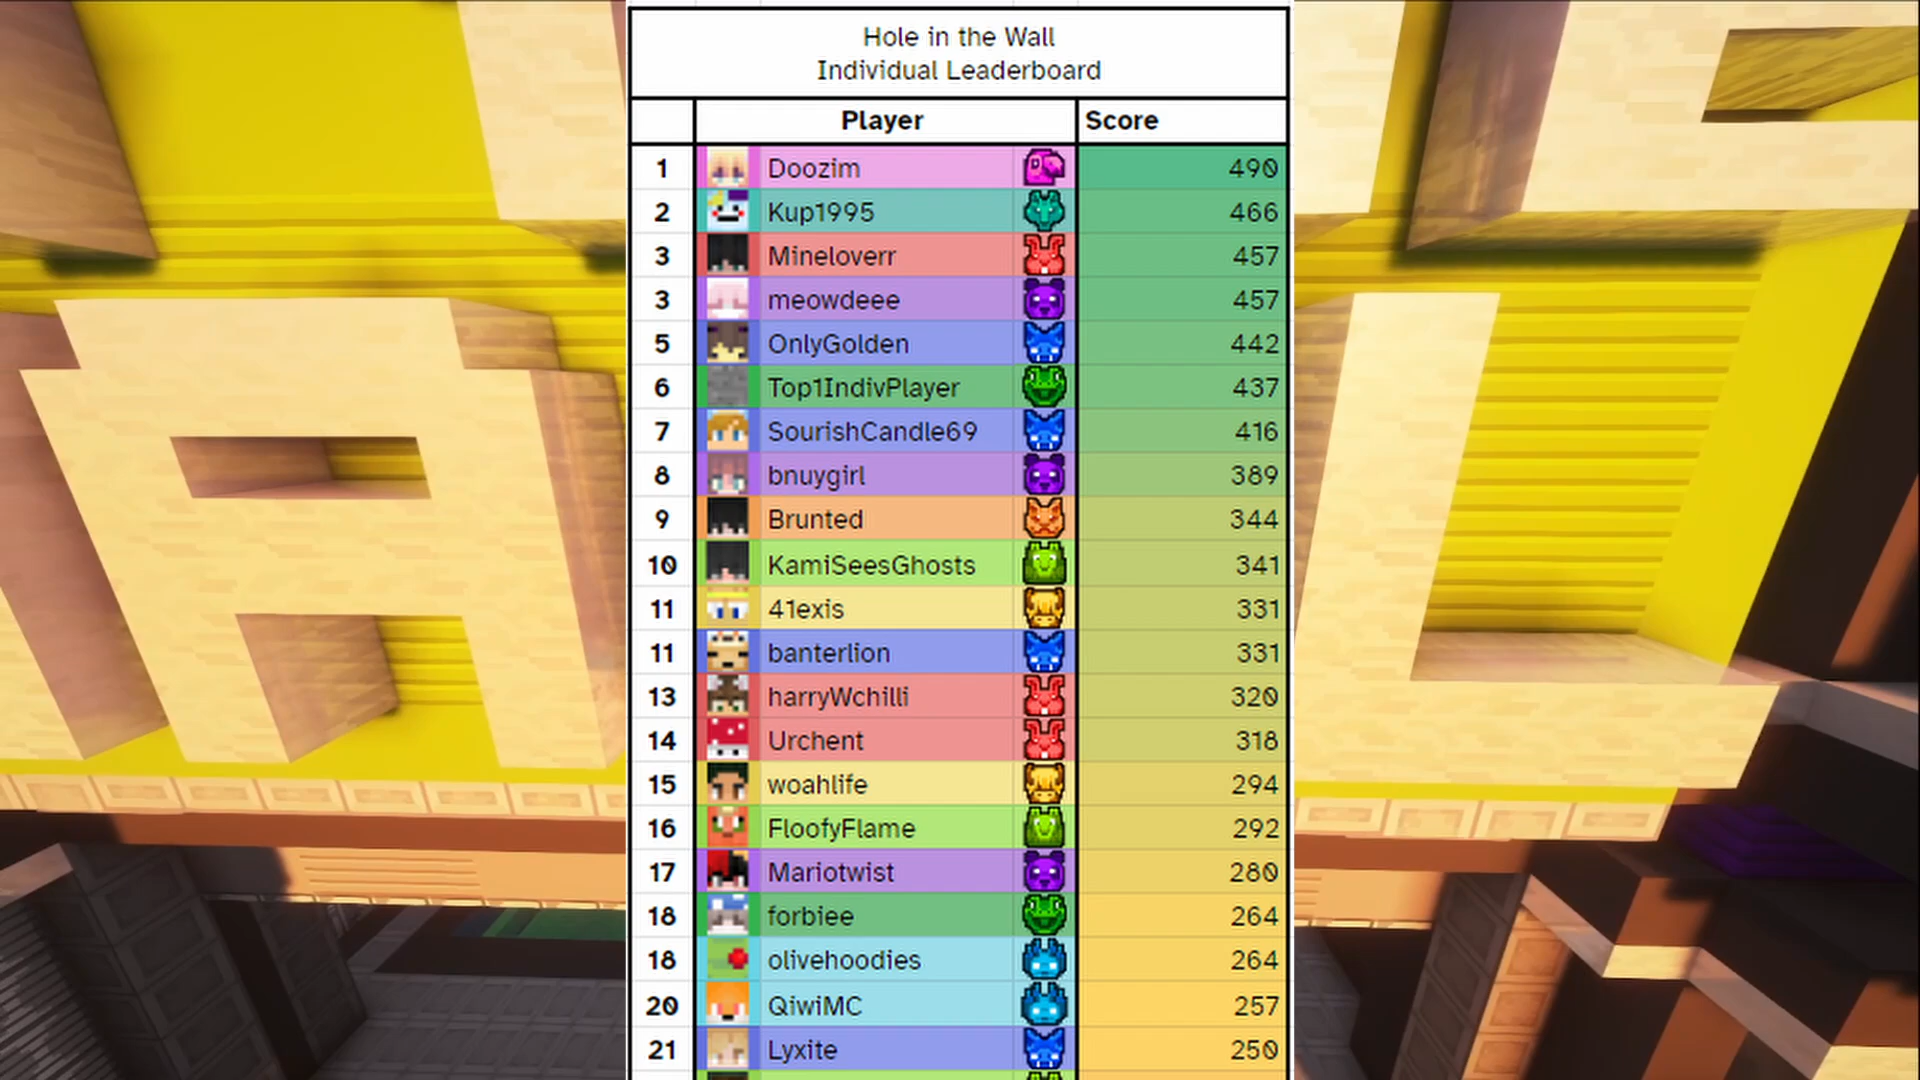 Hole in the Wall
Individual Leaderboard
Player Score
1 Doozim 490
2 Kup1995 466
3 Mineloverr 457
3 meowdeee 457
5 OnlyGolden 442
6 Top1IndivPlayer 437
7 SourishCandle69 416
8 bnuygirl 389
9 Brunted 344
10 KamiSeesGhosts 341
11 41exis 331
11 banterlion 331
13 harryWchilli 320
14 Urchent 318
15 woahlife 294
16 FloofyFlame 292
17 Mariotwist 280
18 forbiee 264
18 olivehoodies 264
20 QiwiMC 257
21 Lyxite 250